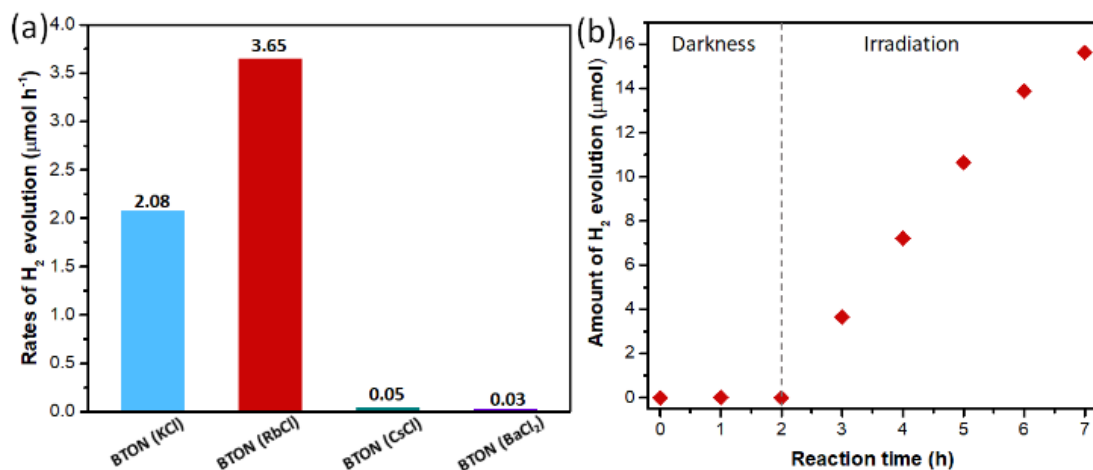 (a)
Rates of H₂ evolution (μmol h⁻¹)
4.0
3.5
3.0
2.5
2.0
1.5
1.0
0.5
0.0
2.08
3.65
0.05
0.03
BTON (KCl)
BTON (RbCl)
BTON (CsCl)
BTON (BaCl₂)
(b)
Amount of H₂ evolution (μmol)
16
14
12
10
8
6
4
2
0
Darkness
Irradiation
0 1 2 3 4 5 6 7
Reaction time (h)